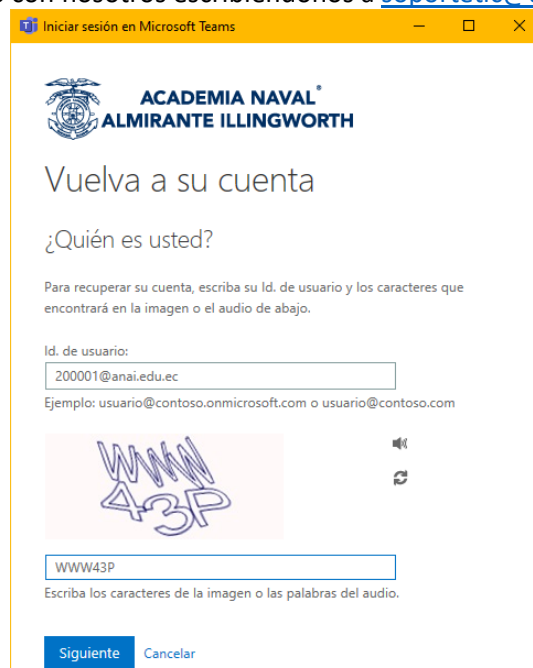 con nosotros escribiéndonos a soportetic@
Iniciar sesión en Microsoft Teams
ACADEMIA NAVAL®
ALMIRANTE ILLINGWORTH
Vuelva a su cuenta
¿Quién es usted?
Para recuperar su cuenta, escriba su Id. de usuario y los caracteres que
encontrará en la imagen o el audio de abajo.
Id. de usuario:
200001@anai.edu.ec
Ejemplo: usuario@contoso.onmicrosoft.com o usuario@contoso.com
WWW
43P
WWW43P
Escriba los caracteres de la imagen o las palabras del audio.
Siguiente Cancelar